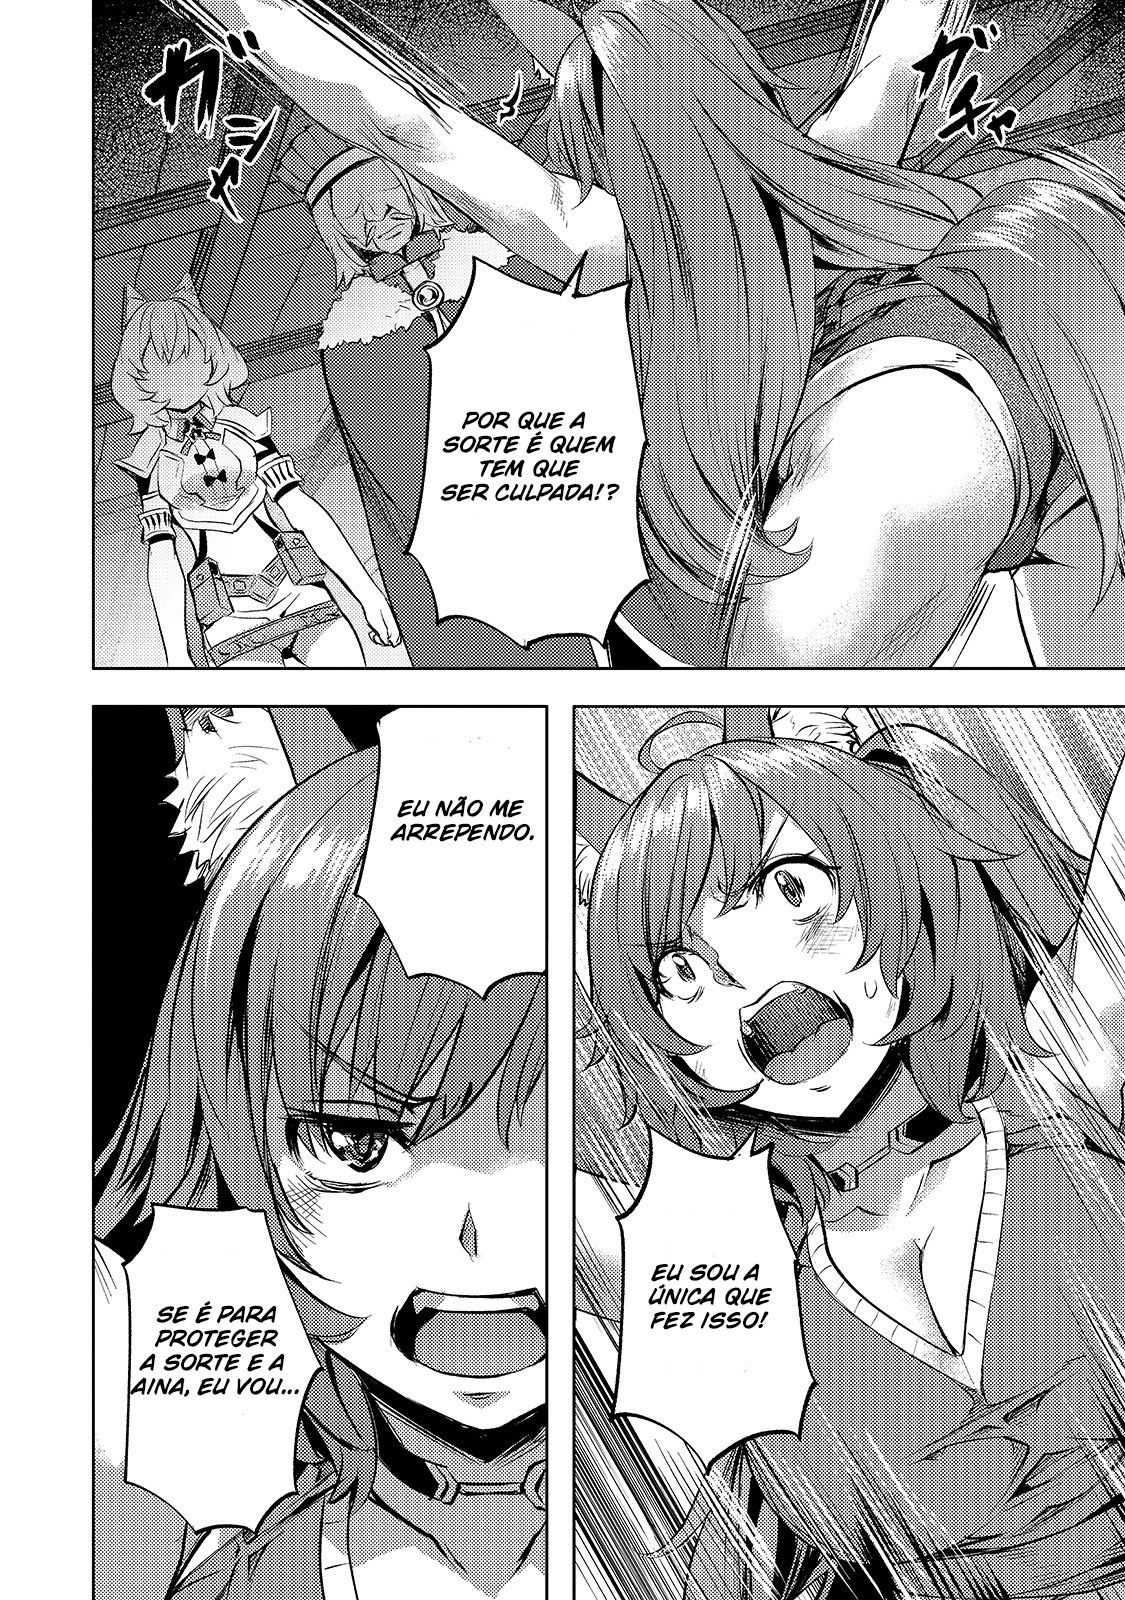 ガチャ
ガシャ
POR QUE A
SORTE É QUEM
TEM QUE
SER CULPADA!?
EU SOU A
ÚNICA QUE
FEZ ISSO!
EU NÃO ME
ARREPENDO.
SE É PARA
PROTEGER
A SORTE E A
AINA, EU VOU...